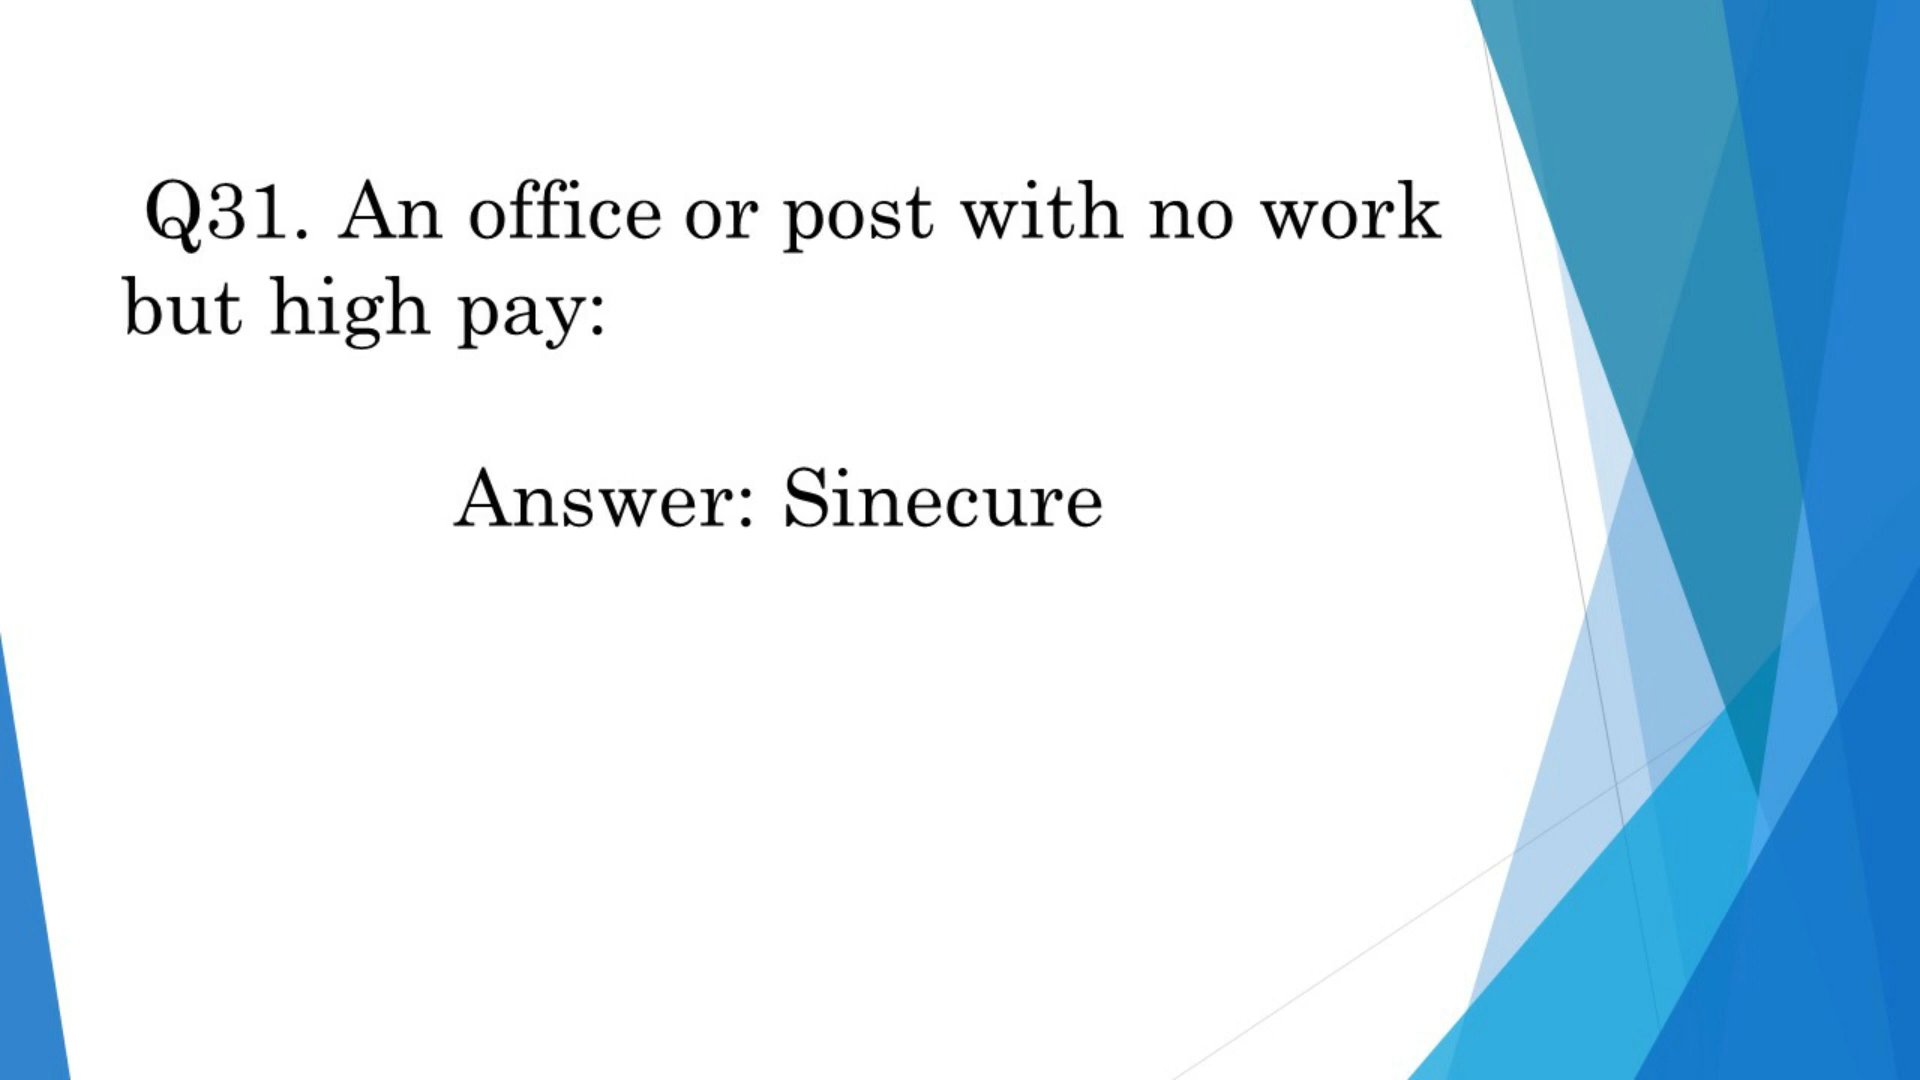 Q31. An office or post with no work
but high pay:
Answer: Sinecure